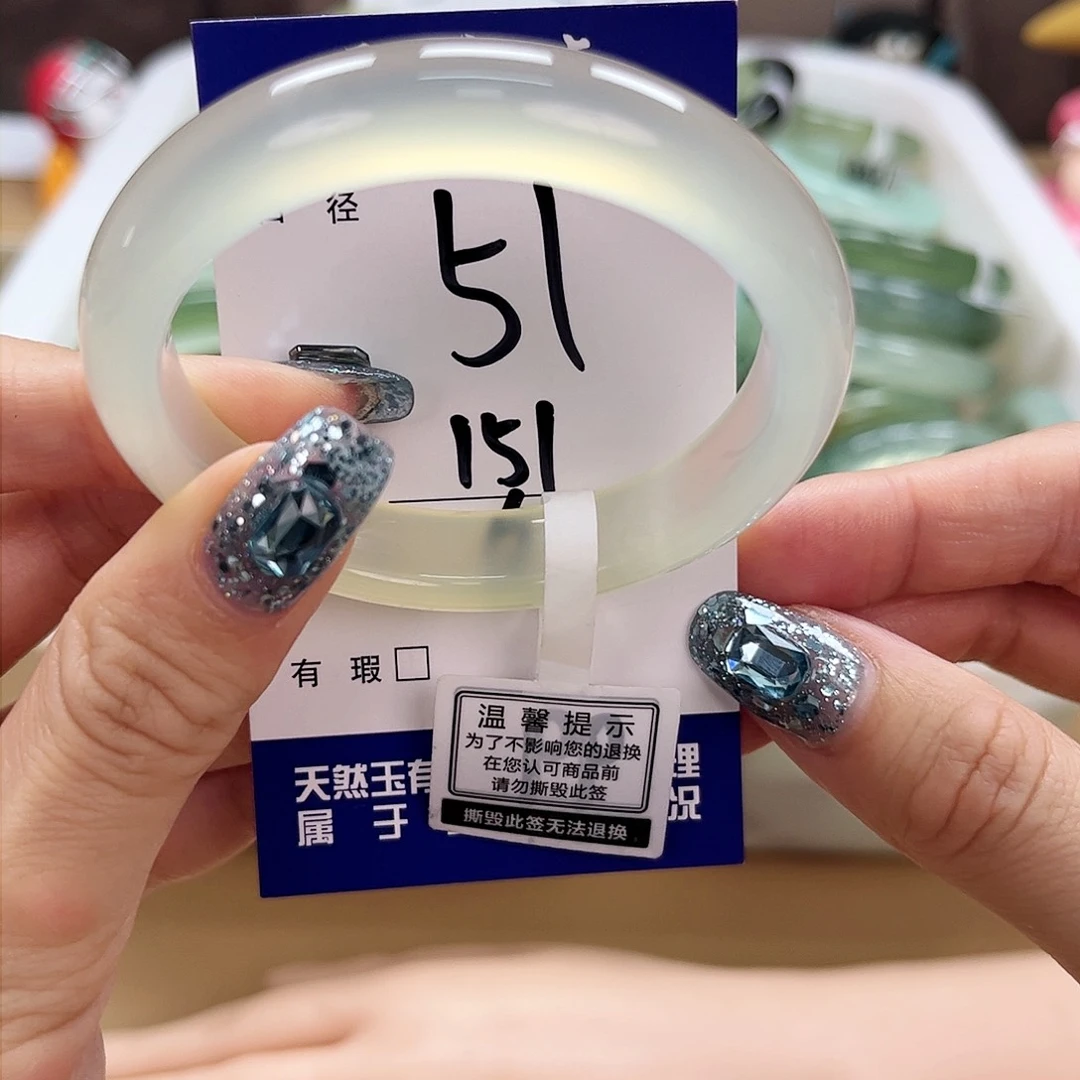 径
51
151
有 瑕□
天然玉有
理
属 于
况
温馨提示
为了不影响您的退换
在您认可商品前
请勿撕毁此签
撕毁此签无法退换